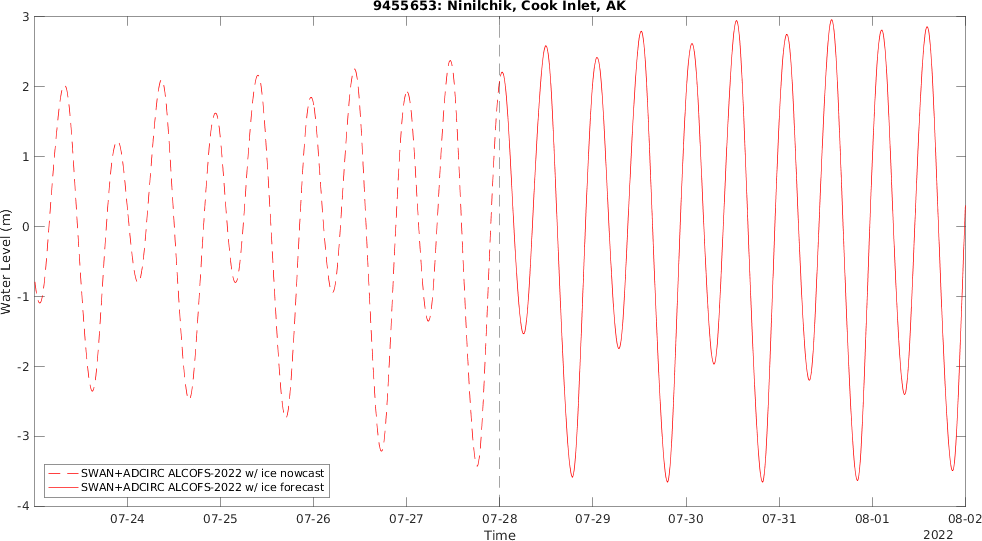 9455653: Ninilchik, Cook Inlet, AK
3
2
1
0
-1
-2
-3
-4
Water Level (m)
SWAN+ADCIRC ALCOFS-2022 w/ ice nowcast
SWAN+ADCIRC ALCOFS-2022 w/ ice forecast
07-24 07-25 07-26 07-27 07-28 07-29 07-30 07-31 08-01 08-02
Time
2022